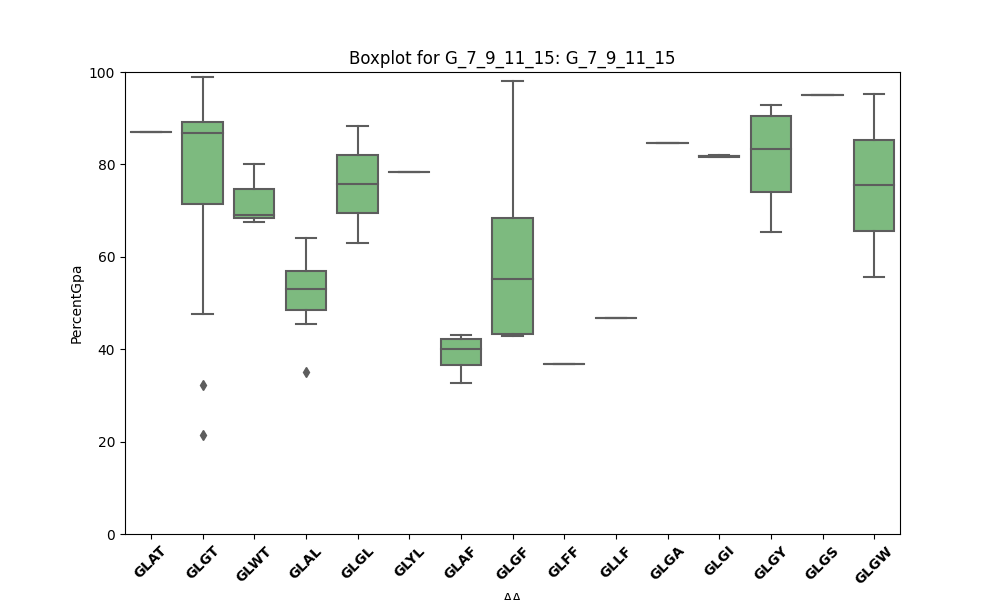 Boxplot for G_7_9_11_15: G_7_9_11_15
100
80
60
40
20
0
PercentGpa
GLAT GLGT GLWT GLAL GLGL GLYL GLAF GLGF GLFF GLLF GLGA GLGI GLGY GLGS GLGW
AA